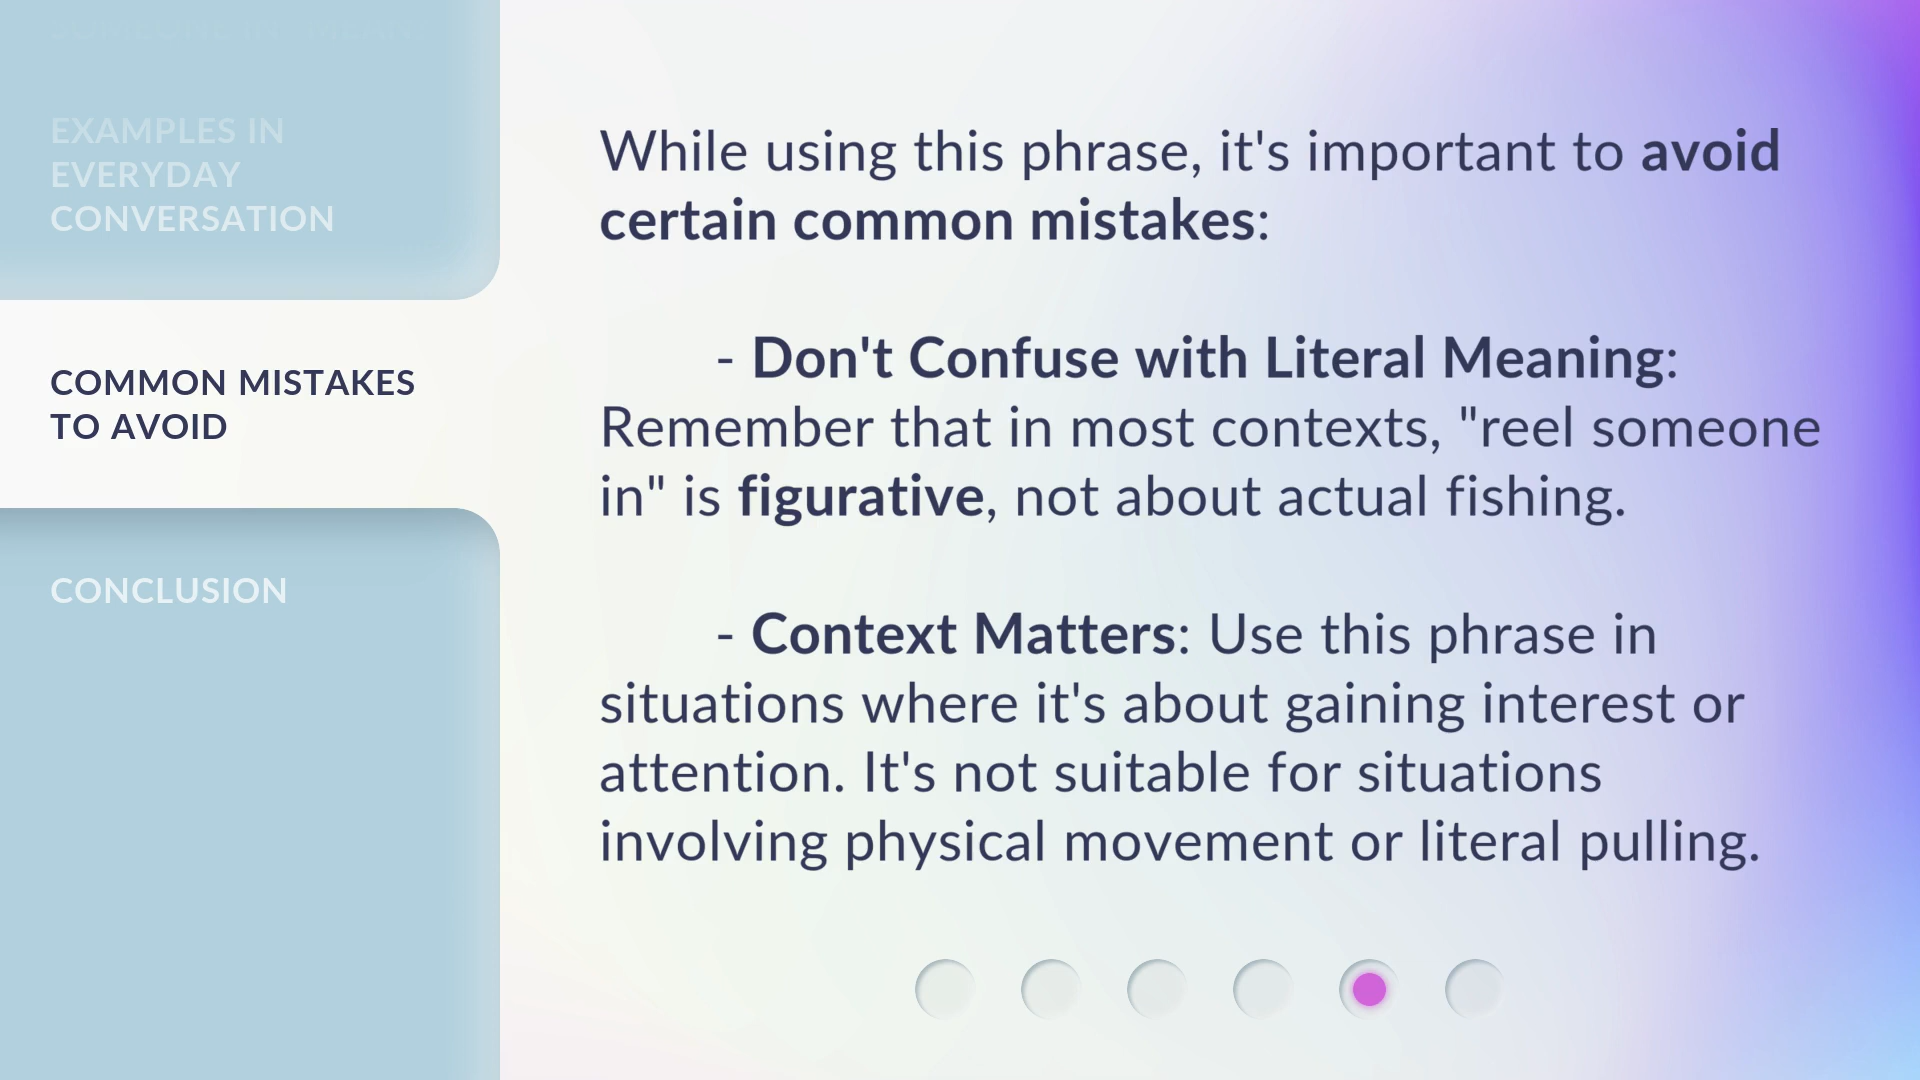 EXAMPLES IN
EVERYDAY
CONVERSATION
COMMON MISTAKES
TO AVOID
CONCLUSION
While using this phrase, it's important to avoid
certain common mistakes:
- Don't Confuse with Literal Meaning:
Remember that in most contexts, "reel someone
in" is figurative, not about actual fishing.
- Context Matters: Use this phrase in
situations where it's about gaining interest or
attention. It's not suitable for situations
involving physical movement or literal pulling.